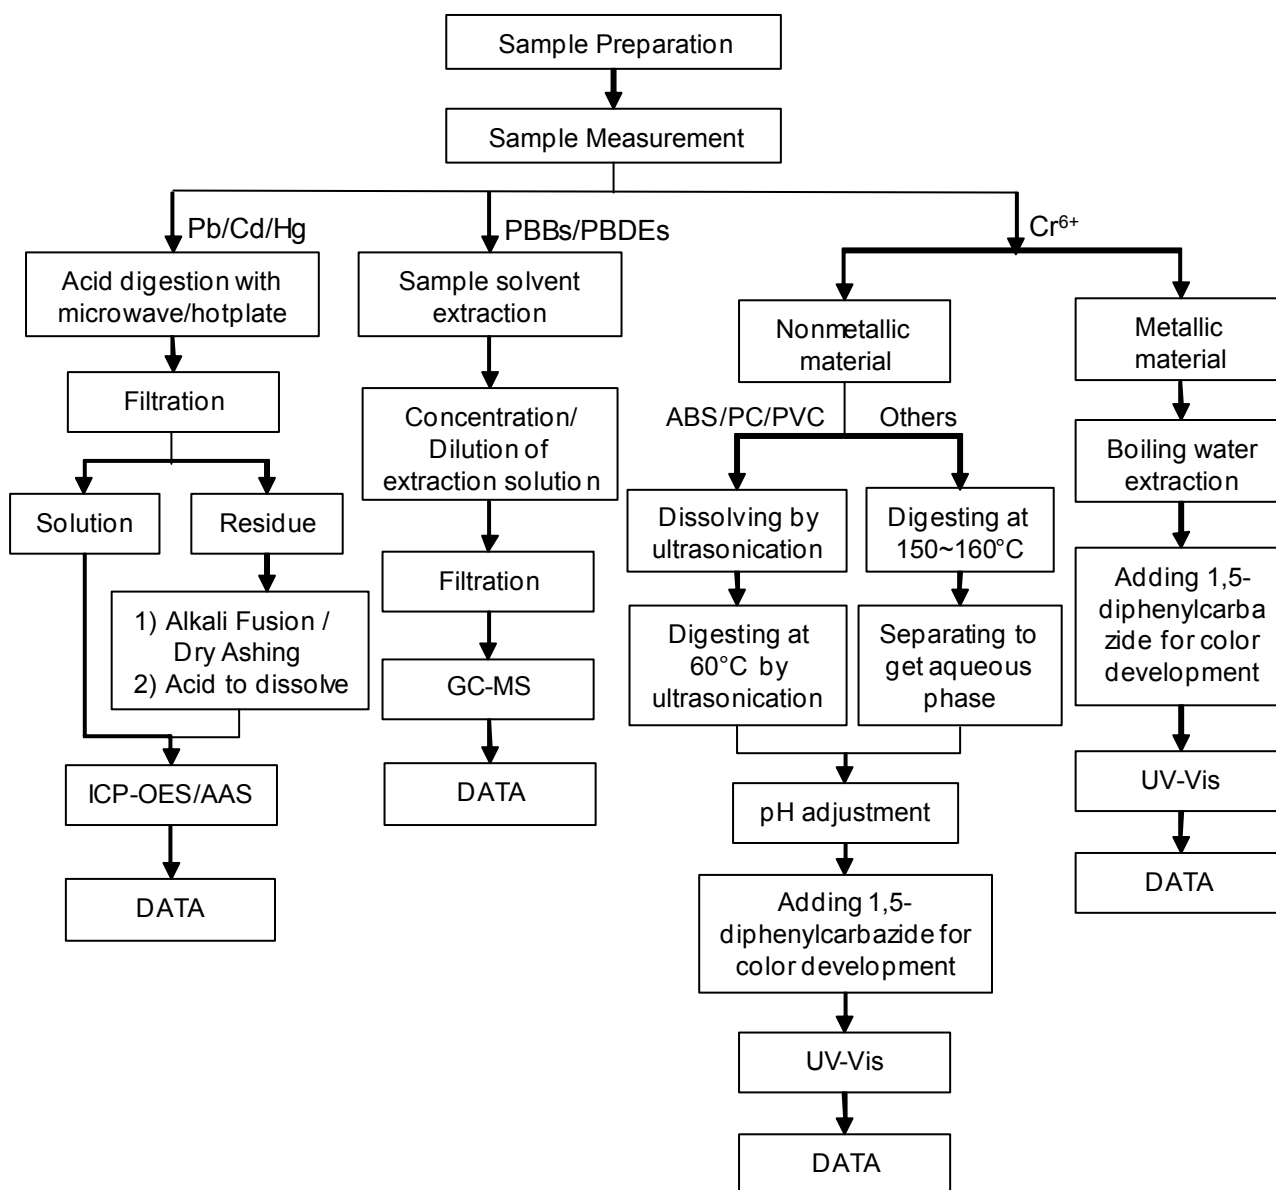 Sample Preparation
Sample Measurement
Pb/Cd/Hg
Acid digestion with
microwave/hotplate
Filtration
Solution
Residue
1) Alkali Fusion /
Dry Ashing
2) Acid to dissolve
ICP-OES/AAS
DATA
PBBs/PBDEs
Sample solvent
extraction
Concentration/
Dilution of
extraction solution
Filtration
GC-MS
DATA
Cr⁶⁺
Nonmetallic
material
ABS/PC/PVC
Others
Dissolving by
ultrasonication
Digesting at
60°C by
ultrasonication
Digesting at
150~160°C
Separating to
get aqueous
phase
pH adjustment
Adding 1,5-
diphenylcarbazide for
color development
UV-Vis
DATA
Metallic
material
Boiling water
extraction
Adding 1,5-
diphenylcarba
zide for color
development
UV-Vis
DATA